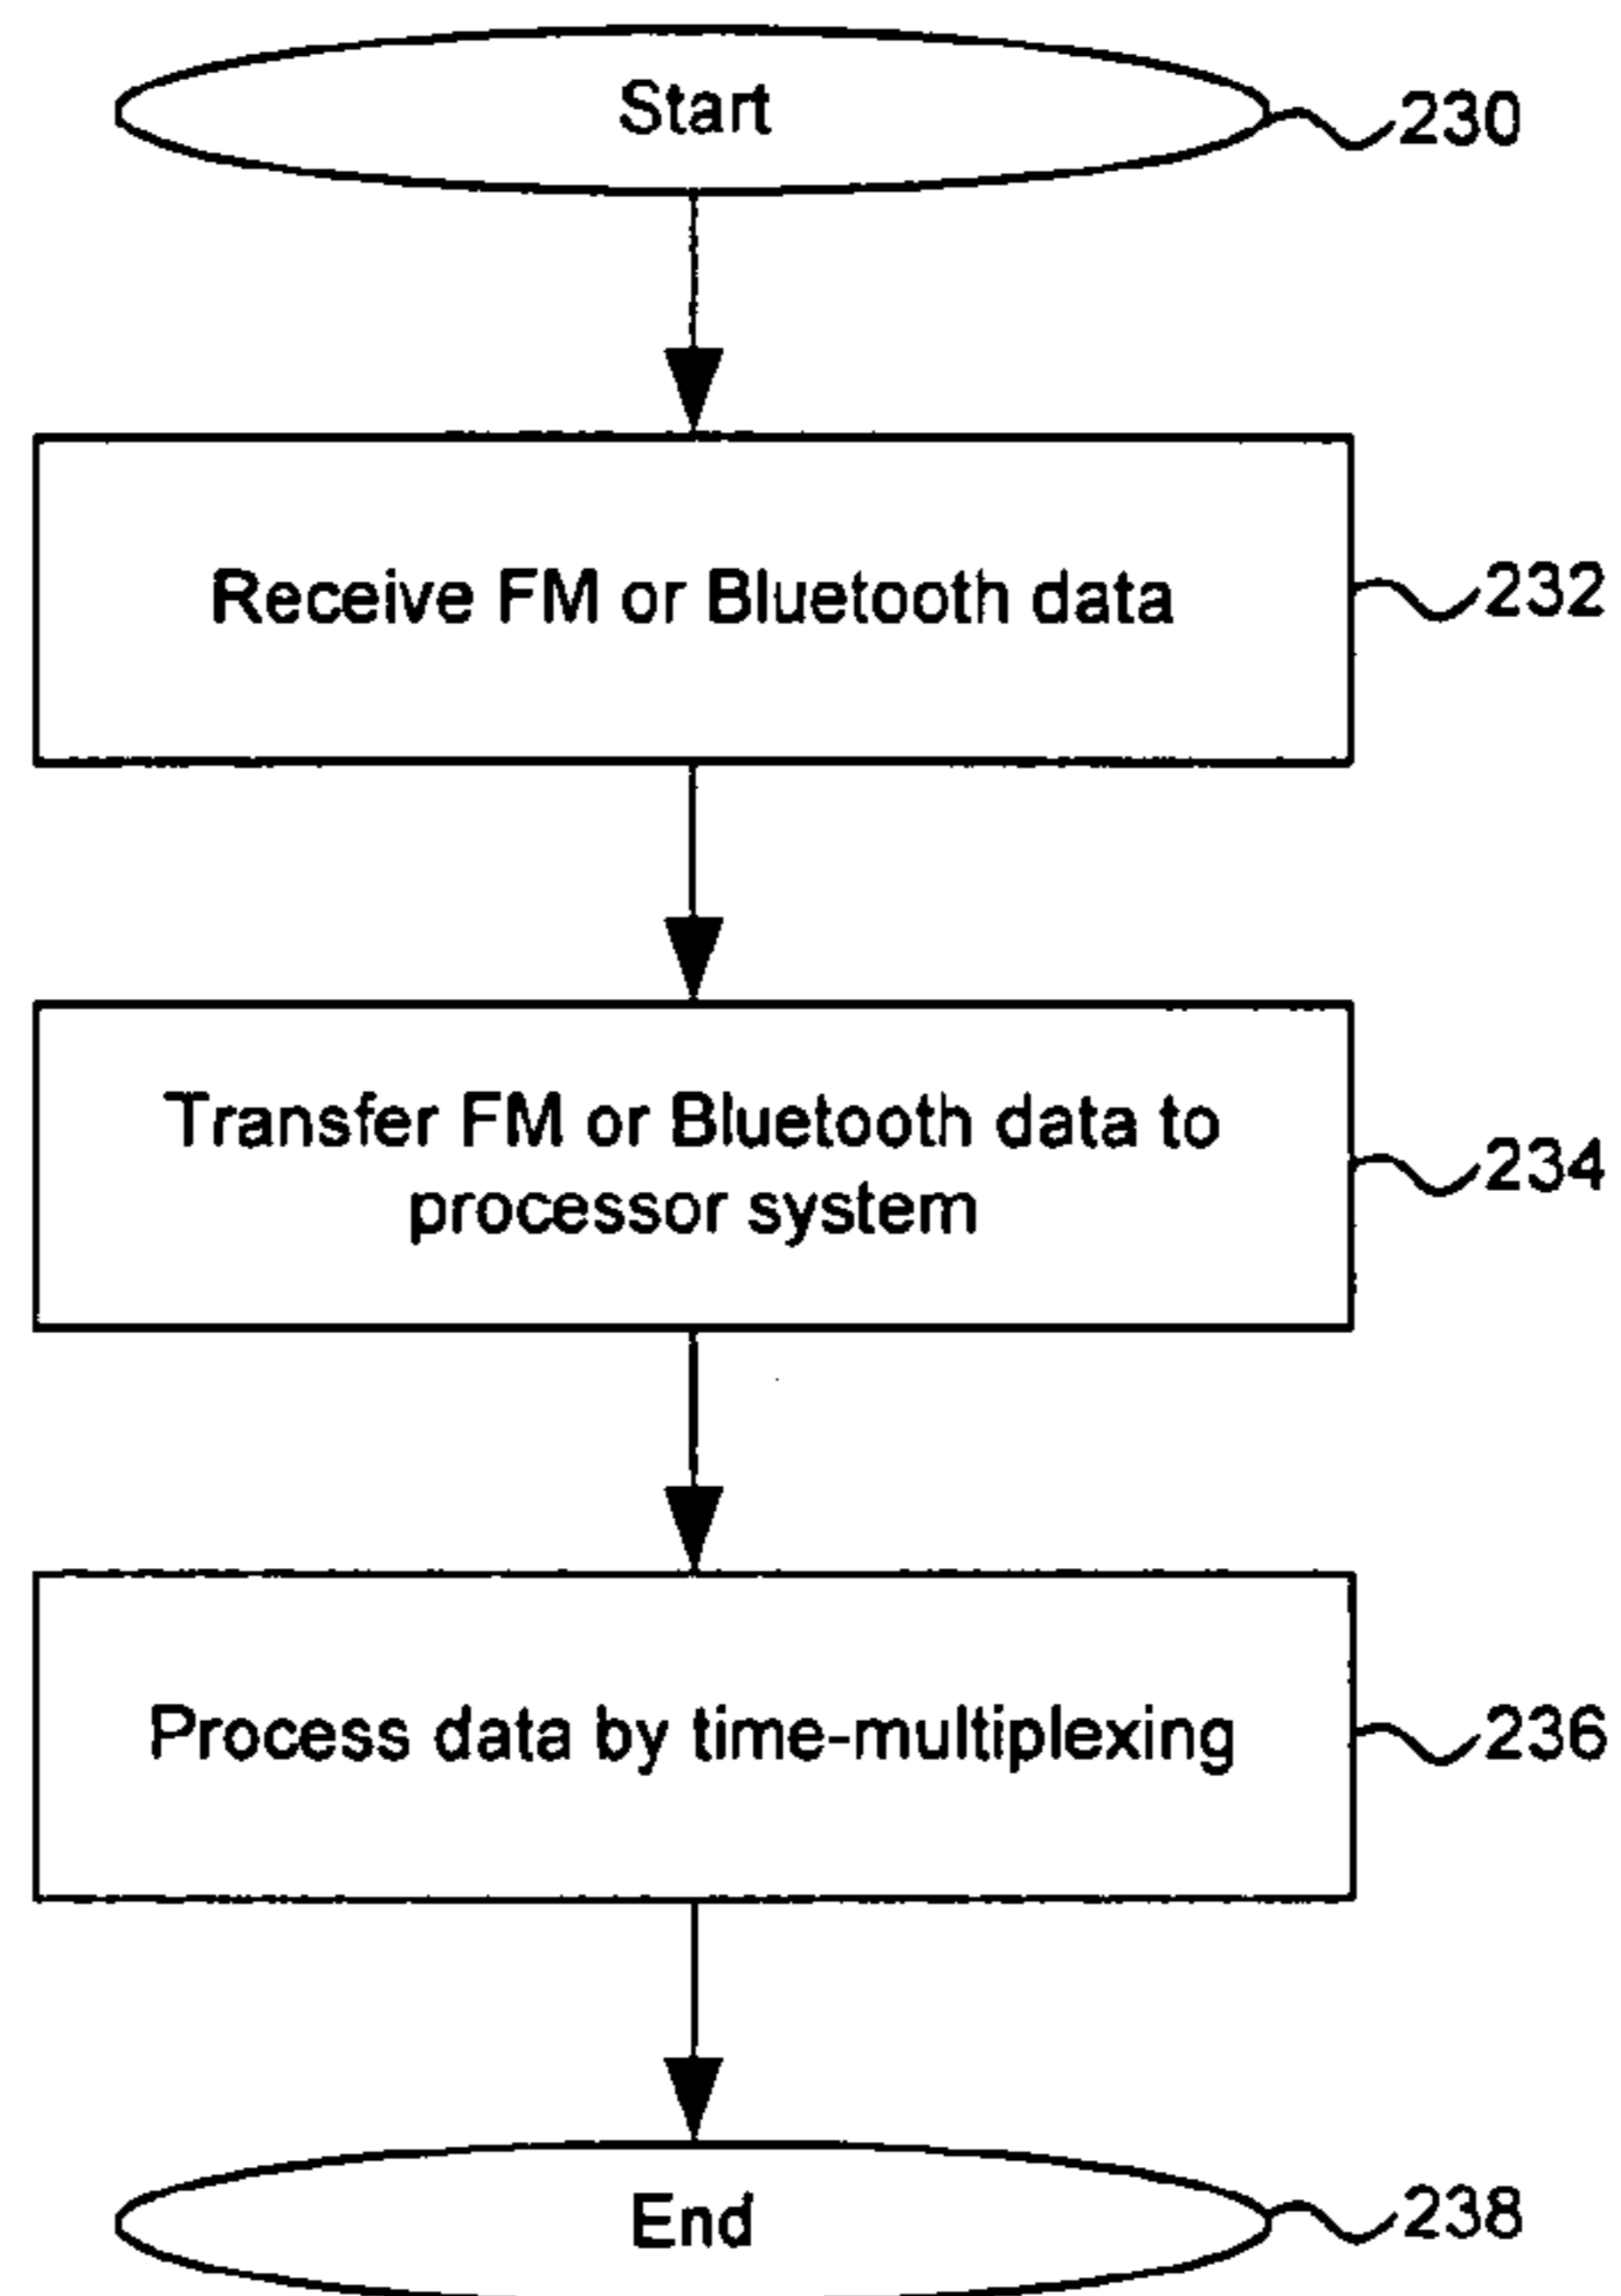 Start
230
Receive FM or Bluetooth data
232
Transfer FM or Bluetooth data to
processor system
234
Process data by time-multiplexing
236
End
238